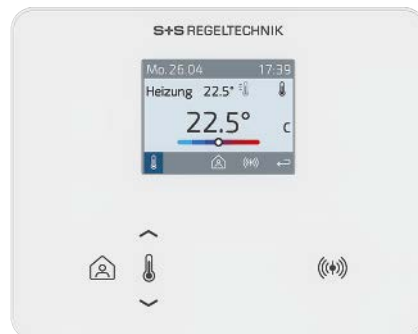 S+S REGELTECHNIK
Mo.26.04 17:39
Heizung 22.5°
22.5° C